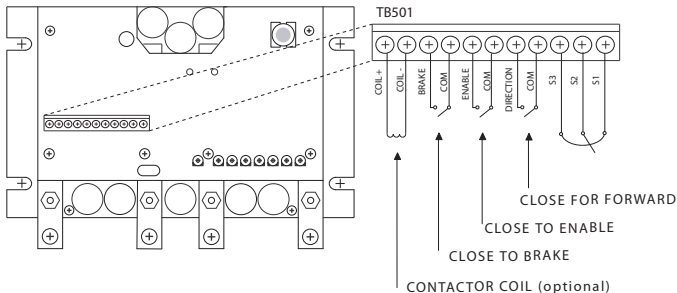 TB501
COIL +
COIL -
BRAKE
COM
ENABLE
COM
DIRECTION
COM
S3
S2
S1
CLOSE FOR FORWARD
CLOSE TO ENABLE
CLOSE TO BRAKE
CONTACTOR COIL (optional)